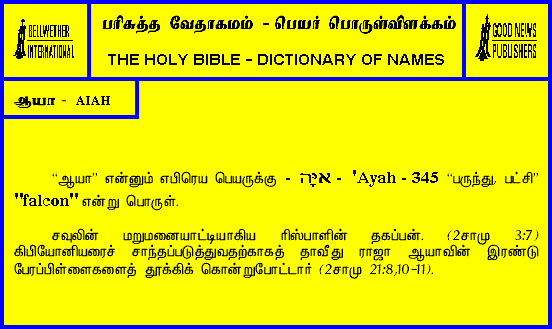 BELLWETHER
INTERNATIONAL
பரிசுத்த வேதாகமம் - பெயர் பொருள்விளக்கம்
THE HOLY BIBLE - DICTIONARY OF NAMES
GOOD NEWS
PUBLISHERS
ஆயா - AIAH
“ஆயா” என்னும் எபிரெய பெயருக்கு - אַיָּה - 'Ayah - 345 “பருந்து, பட்சி”
"falcon" என்று பொருள்.
சவுலின் மறுமனையாட்டியாகிய ரிஸ்பாளின் தகப்பன். (2சாமு 3:7)
கிபியோனியரைச் சாந்தப்படுத்துவதற்காகத் தாவீது ராஜா ஆயாவின் இரண்டு
பேரப்பிள்ளைகளைத் தூக்கிக் கொன்றுபோட்டார் (2சாமு 21:8,10-11).